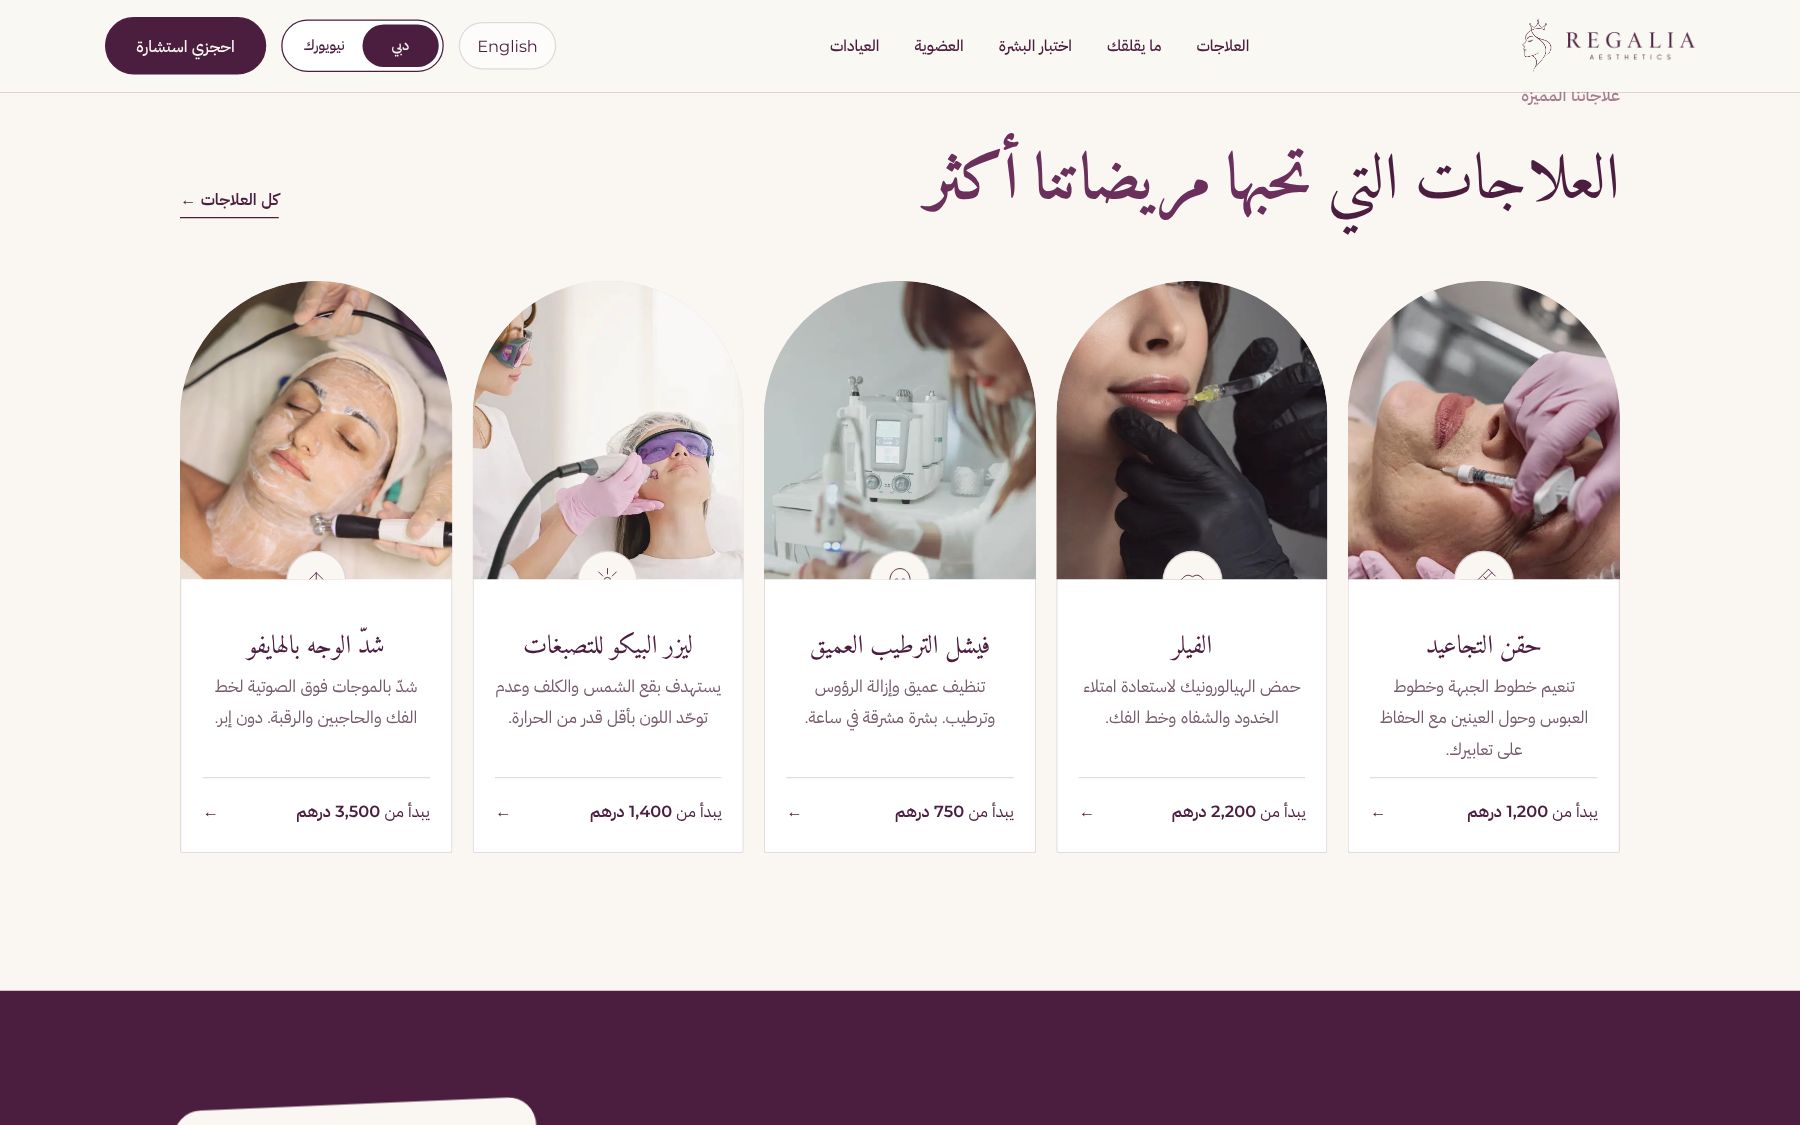 REGALIA
AESTHETICS
العلاجات
ما يقلقك
اختبار البشرة
العضوية
العيادات
English
دبي
نيويورك
احجزي استشارة
علاجاتنا المميزة
العلاجات التي تحبها مريضاتنا أكثر
كل العلاجات ←
حقن التجاعيد
تنعيم خطوط الجبهة وخطوط
العبوس وحول العينين مع الحفاظ
على تعابيرك.
يبدأ من 1,200 درهم ←
الفيلر
حمض الهيالورونيك لاستعادة امتلاء
الخدود والشفاه وخط الفك.
يبدأ من 2,200 درهم ←
فيشل الترطيب العميق
تنظيف عميق وإزالة الرؤوس
وترطيب. بشرة مشرقة في ساعة.
يبدأ من 750 درهم ←
ليزر البيكو للتصبغات
يستهدف بقع الشمس والكلف وعدم
توحّد اللون بأقل قدر من الحرارة.
يبدأ من 1,400 درهم ←
شدّ الوجه بالهايفو
شدّ بالموجات فوق الصوتية لخط
الفك والحاجبين والرقبة. دون إبر.
يبدأ من 3,500 درهم ←